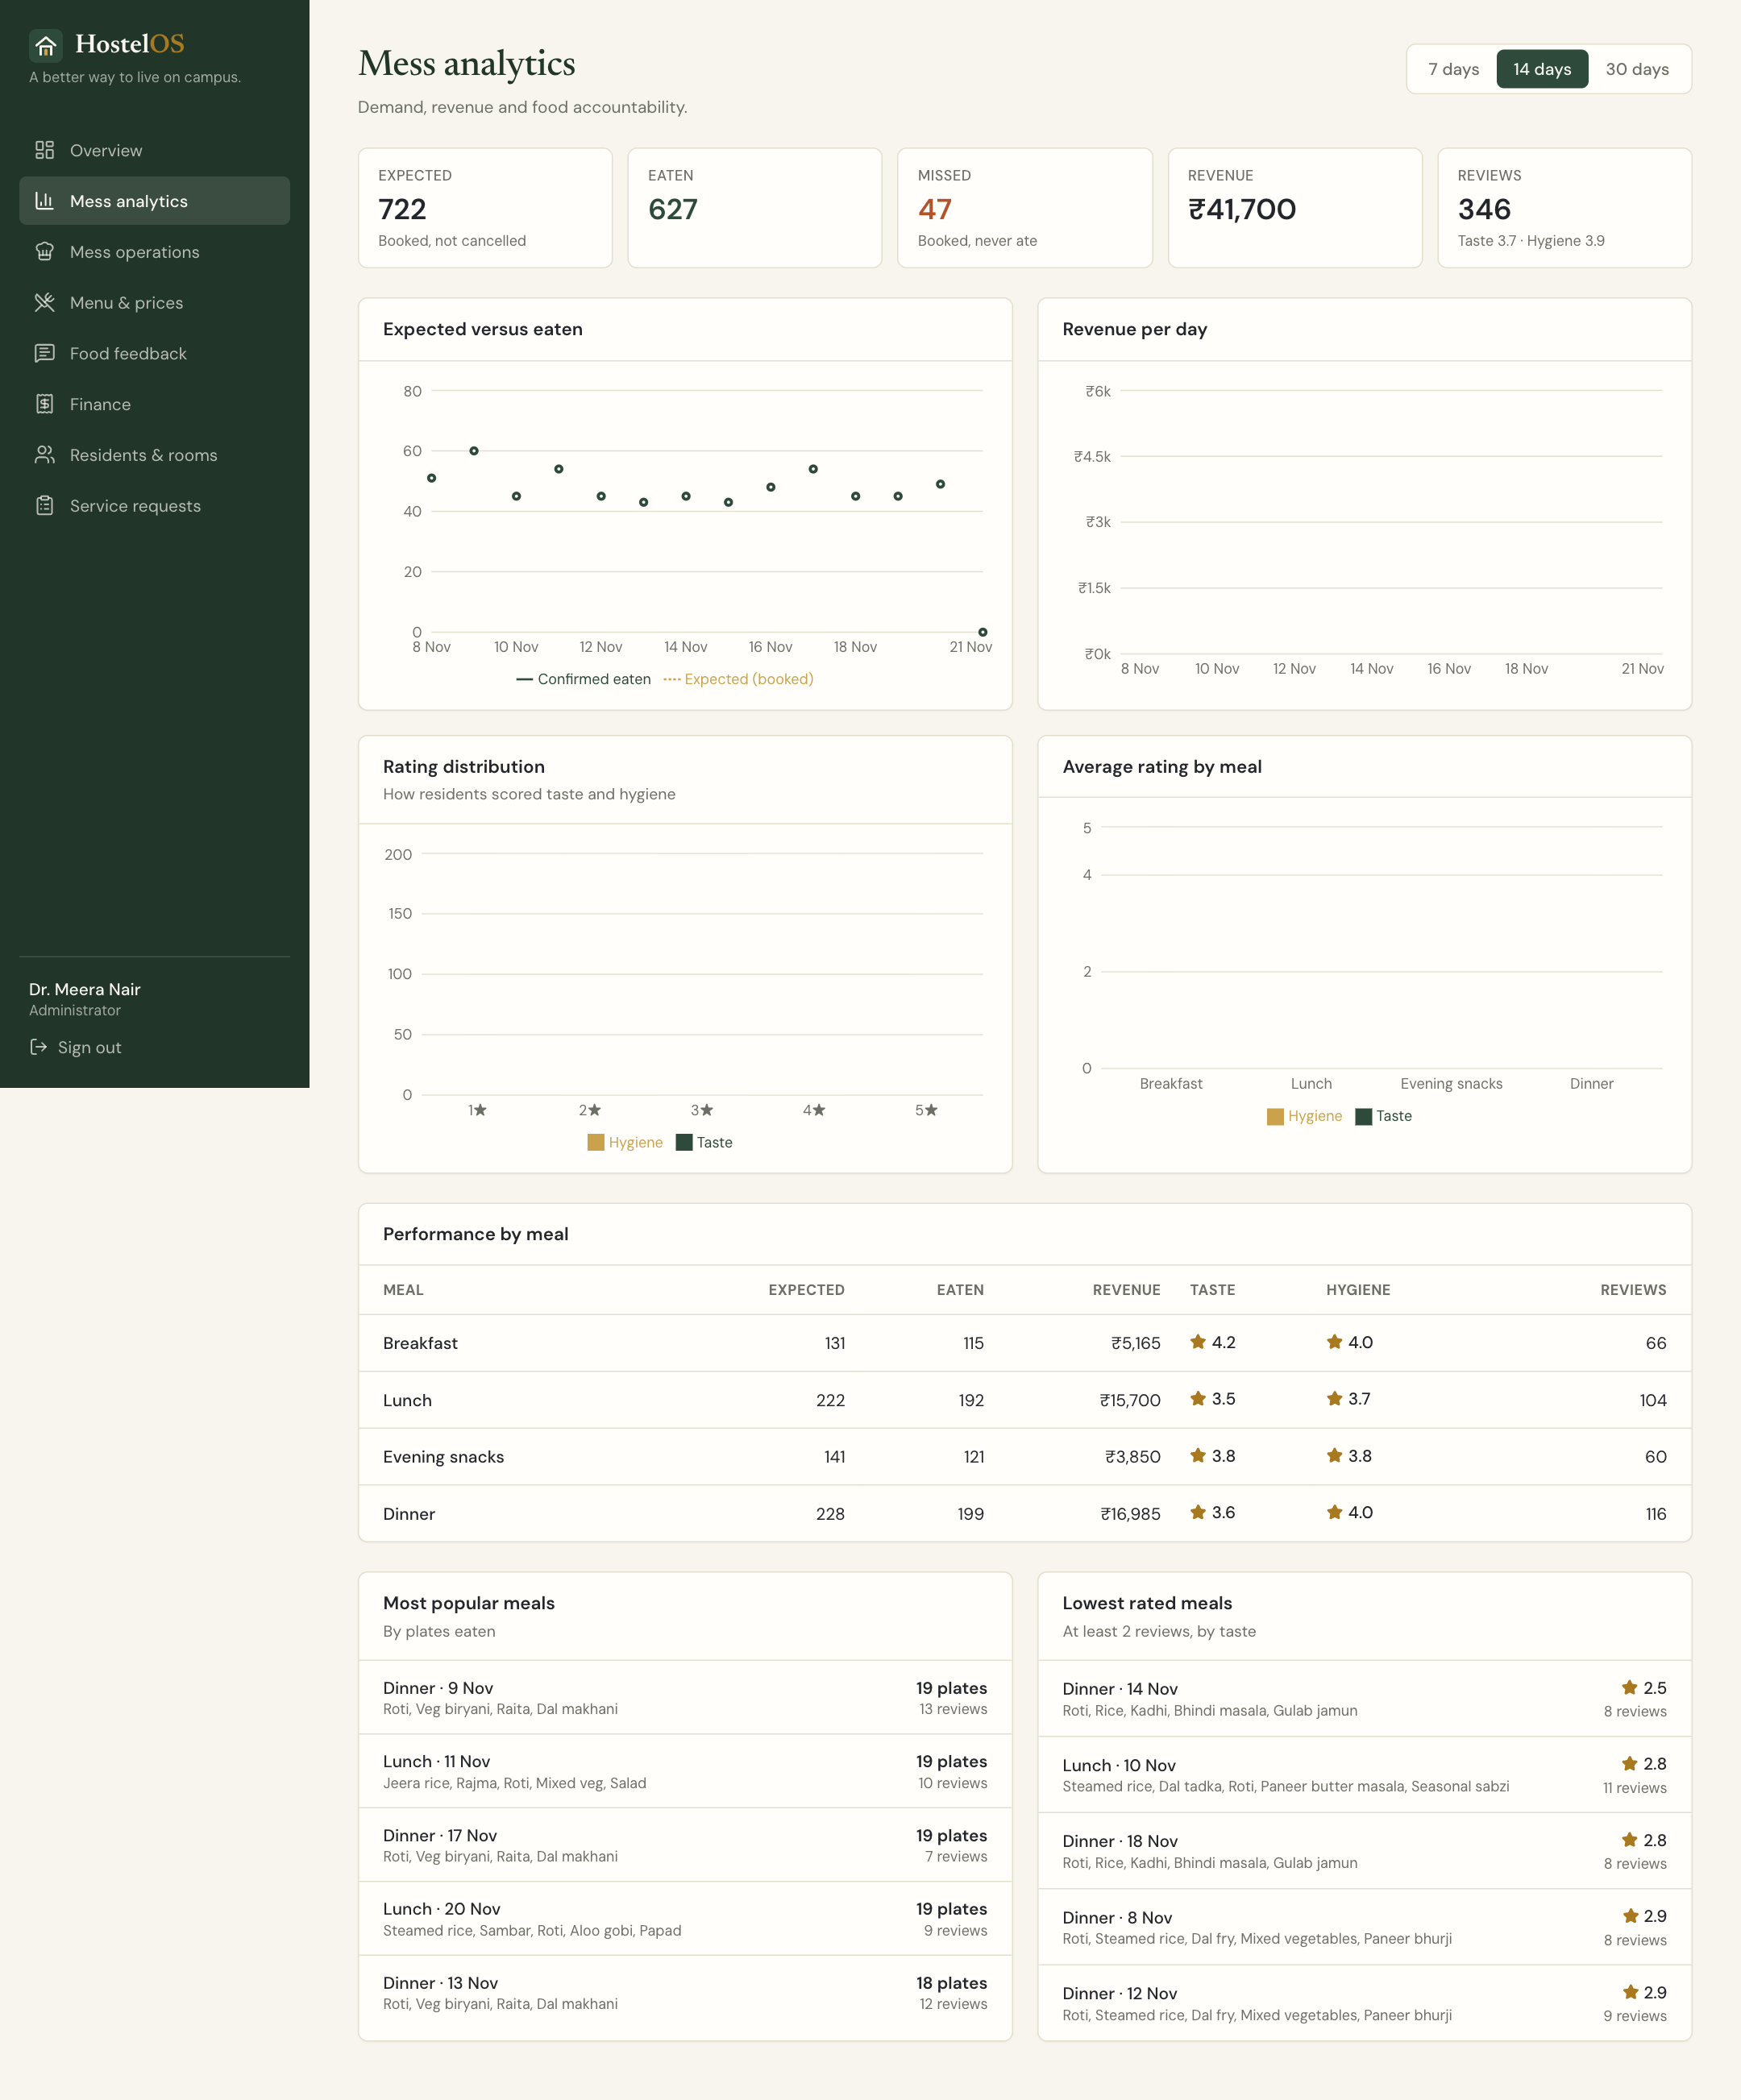 HostelOS
A better way to live on campus.
Overview
Mess analytics
Mess operations
Menu & prices
Food feedback
Finance
Residents & rooms
Service requests
Dr. Meera Nair
Administrator
Sign out
Mess analytics
Demand, revenue and food accountability.
7 days 14 days 30 days
EXPECTED
722
Booked, not cancelled
EATEN
627
MISSED
47
Booked, never ate
REVENUE
₹41,700
REVIEWS
346
Taste 3.7 · Hygiene 3.9
Expected versus eaten
80
60
40
20
0
8 Nov 10 Nov 12 Nov 14 Nov 16 Nov 18 Nov 21 Nov
Confirmed eaten Expected (booked)
Revenue per day
₹6k
₹4.5k
₹3k
₹1.5k
₹0k
8 Nov 10 Nov 12 Nov 14 Nov 16 Nov 18 Nov 21 Nov
Rating distribution
How residents scored taste and hygiene
200
150
100
50
0
1★ 2★ 3★ 4★ 5★
Hygiene Taste
Average rating by meal
5
4
2
0
Breakfast Lunch Evening snacks Dinner
Hygiene Taste
Performance by meal
MEAL EXPECTED EATEN REVENUE TASTE HYGIENE REVIEWS
Breakfast 131 115 ₹5,165 ★ 4.2 ★ 4.0 66
Lunch 222 192 ₹15,700 ★ 3.5 ★ 3.7 104
Evening snacks 141 121 ₹3,850 ★ 3.8 ★ 3.8 60
Dinner 228 199 ₹16,985 ★ 3.6 ★ 4.0 116
Most popular meals
By plates eaten
Dinner · 9 Nov 19 plates
Roti, Veg biryani, Raita, Dal makhani 13 reviews
Lunch · 11 Nov 19 plates
Jeera rice, Rajma, Roti, Mixed veg, Salad 10 reviews
Dinner · 17 Nov 19 plates
Roti, Veg biryani, Raita, Dal makhani 7 reviews
Lunch · 20 Nov 19 plates
Steamed rice, Sambar, Roti, Aloo gobi, Papad 9 reviews
Dinner · 13 Nov 18 plates
Roti, Veg biryani, Raita, Dal makhani 12 reviews
Lowest rated meals
At least 2 reviews, by taste
Dinner · 14 Nov ★ 2.5
Roti, Rice, Kadhi, Bhindi masala, Gulab jamun 8 reviews
Lunch · 10 Nov ★ 2.8
Steamed rice, Dal tadka, Roti, Paneer butter masala, Seasonal sabzi 11 reviews
Dinner · 18 Nov ★ 2.8
Roti, Rice, Kadhi, Bhindi masala, Gulab jamun 8 reviews
Dinner · 8 Nov ★ 2.9
Roti, Steamed rice, Dal fry, Mixed vegetables, Paneer bhurji 8 reviews
Dinner · 12 Nov ★ 2.9
Roti, Steamed rice, Dal fry, Mixed vegetables, Paneer bhurji 9 reviews